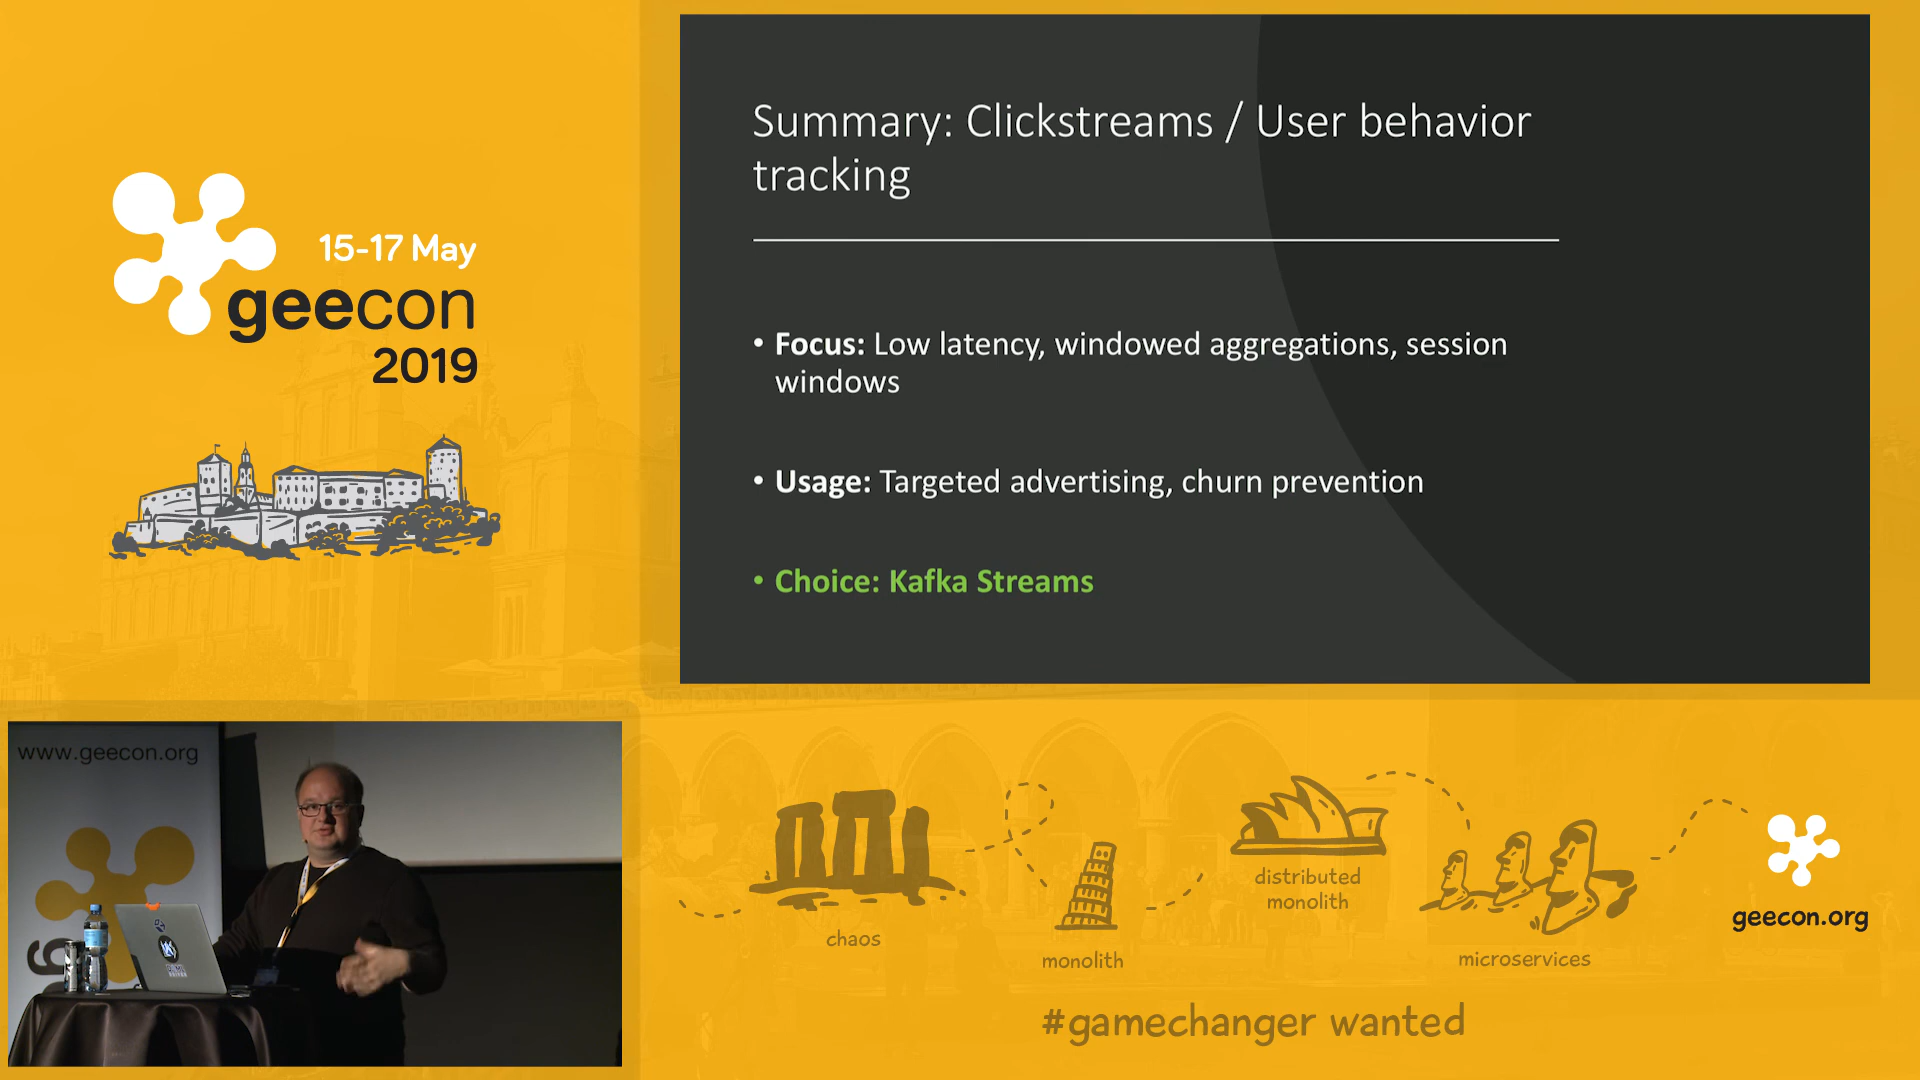 15-17 May
geecon
2019
Summary: Clickstreams / User behavior
tracking
• Focus: Low latency, windowed aggregations, session
windows
• Usage: Targeted advertising, churn prevention
• Choice: Kafka Streams
www.geecon.org
chaos
monolith
distributed
monolith
microservices
geecon.org
#gamechanger wanted